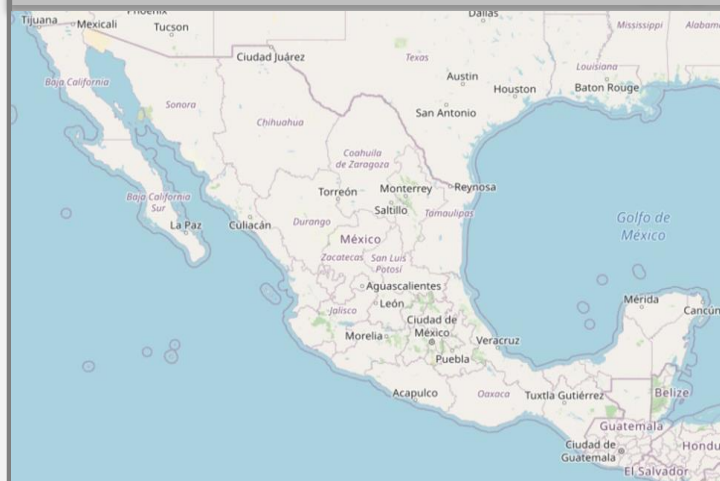 Phoenix
Dallas
Tijuana
Mexicali
Tucson
Mississippi
Ciudad Juárez
Texas
Louisiana
Austin
Houston
Baton Rouge
Baja California
Sonora
San Antonio
Chihuahua
Coahuila
de Zaragoza
Torreón
Monterrey
Reynosa
Baja California
Sur
Saltillo
Tamaulipas
La Paz
Culiacán
Durango
Golfo de
México
México
Zacatecas
San Luis
Potosí
Aguascalientes
León
Mérida
Jalisco
Ciudad de
México
Morelia
Veracruz
Puebla
Acapulco
Oaxaca
Tuxtla Gutiérrez
Belize
Guatemala
Ciudad de
Guatemala
El Salvador
Alabam
Cancún
Hondu